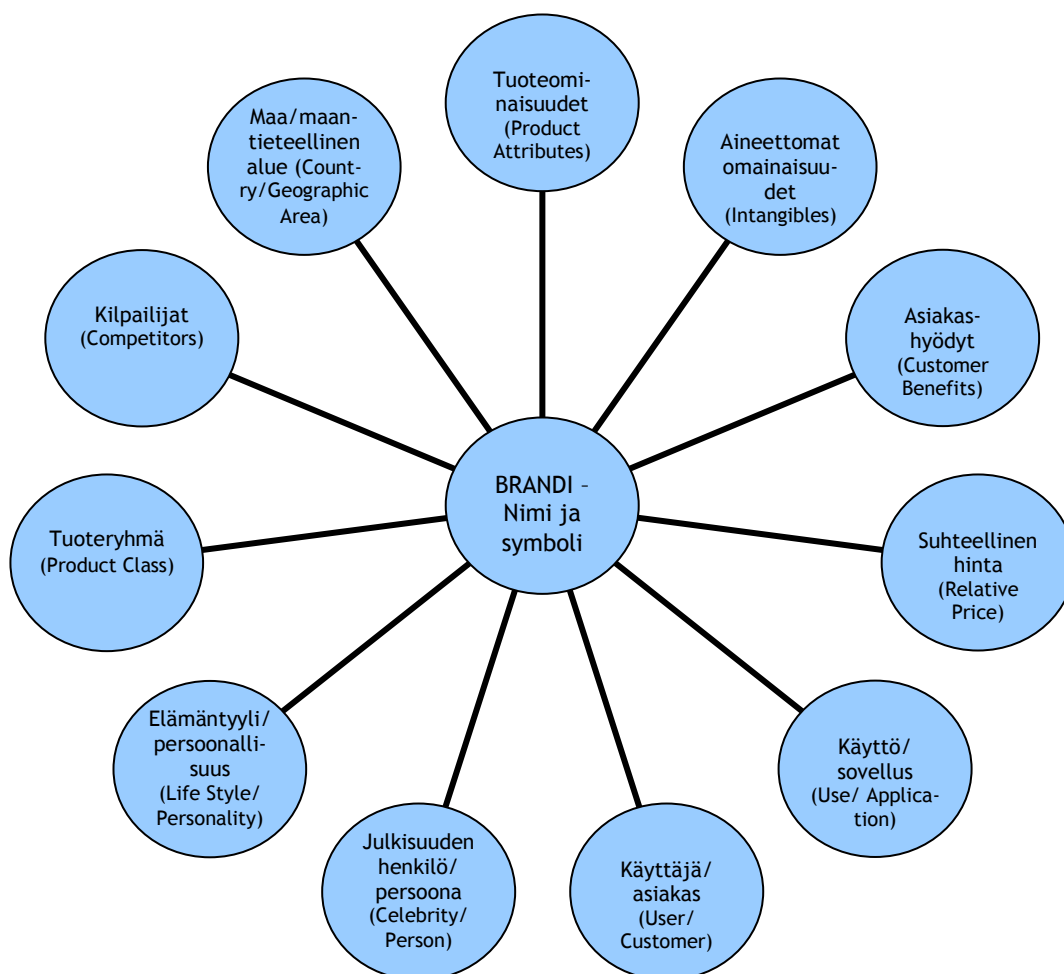 Tuoteomi-
naisuudet
(Product
Attributes)
Aineettomat
omainaisuu-
det
(Intangibles)
Asiakas-
hyödyt
(Customer
Benefits)
Suhteellinen
hinta
(Relative
Price)
Käyttö/
sovellus
(Use/ Applica-
tion)
Käyttäjä/
asiakas
(User/
Customer)
Julkisuuden
henkilö/
persoona
(Celebrity/
Person)
Elämäntyyli/
persoonalli-
suus
(Life Style/
Personality)
Tuoteryhmä
(Product Class)
Kilpailijat
(Competitors)
Maa/maan-
tieteellinen
alue (Count-
ry/Geographic
Area)
BRANDI –
Nimi ja
symboli